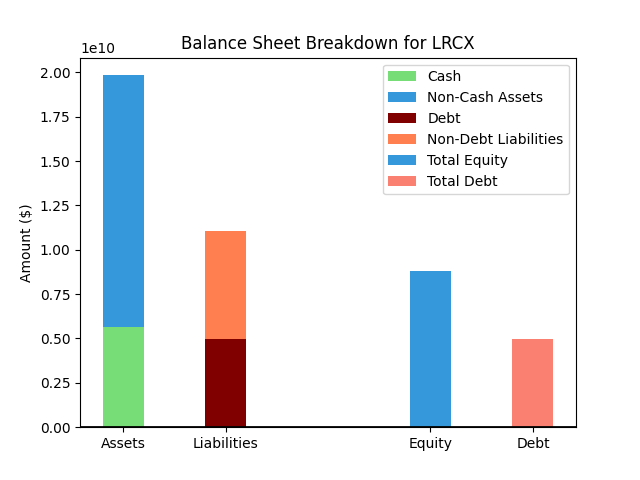 Balance Sheet Breakdown for LRCX
1e10
2.00
1.75
1.50
1.25
1.00
0.75
0.50
0.25
0.00
Amount ($)
Cash
Non-Cash Assets
Debt
Non-Debt Liabilities
Total Equity
Total Debt
Assets
Liabilities
Equity
Debt